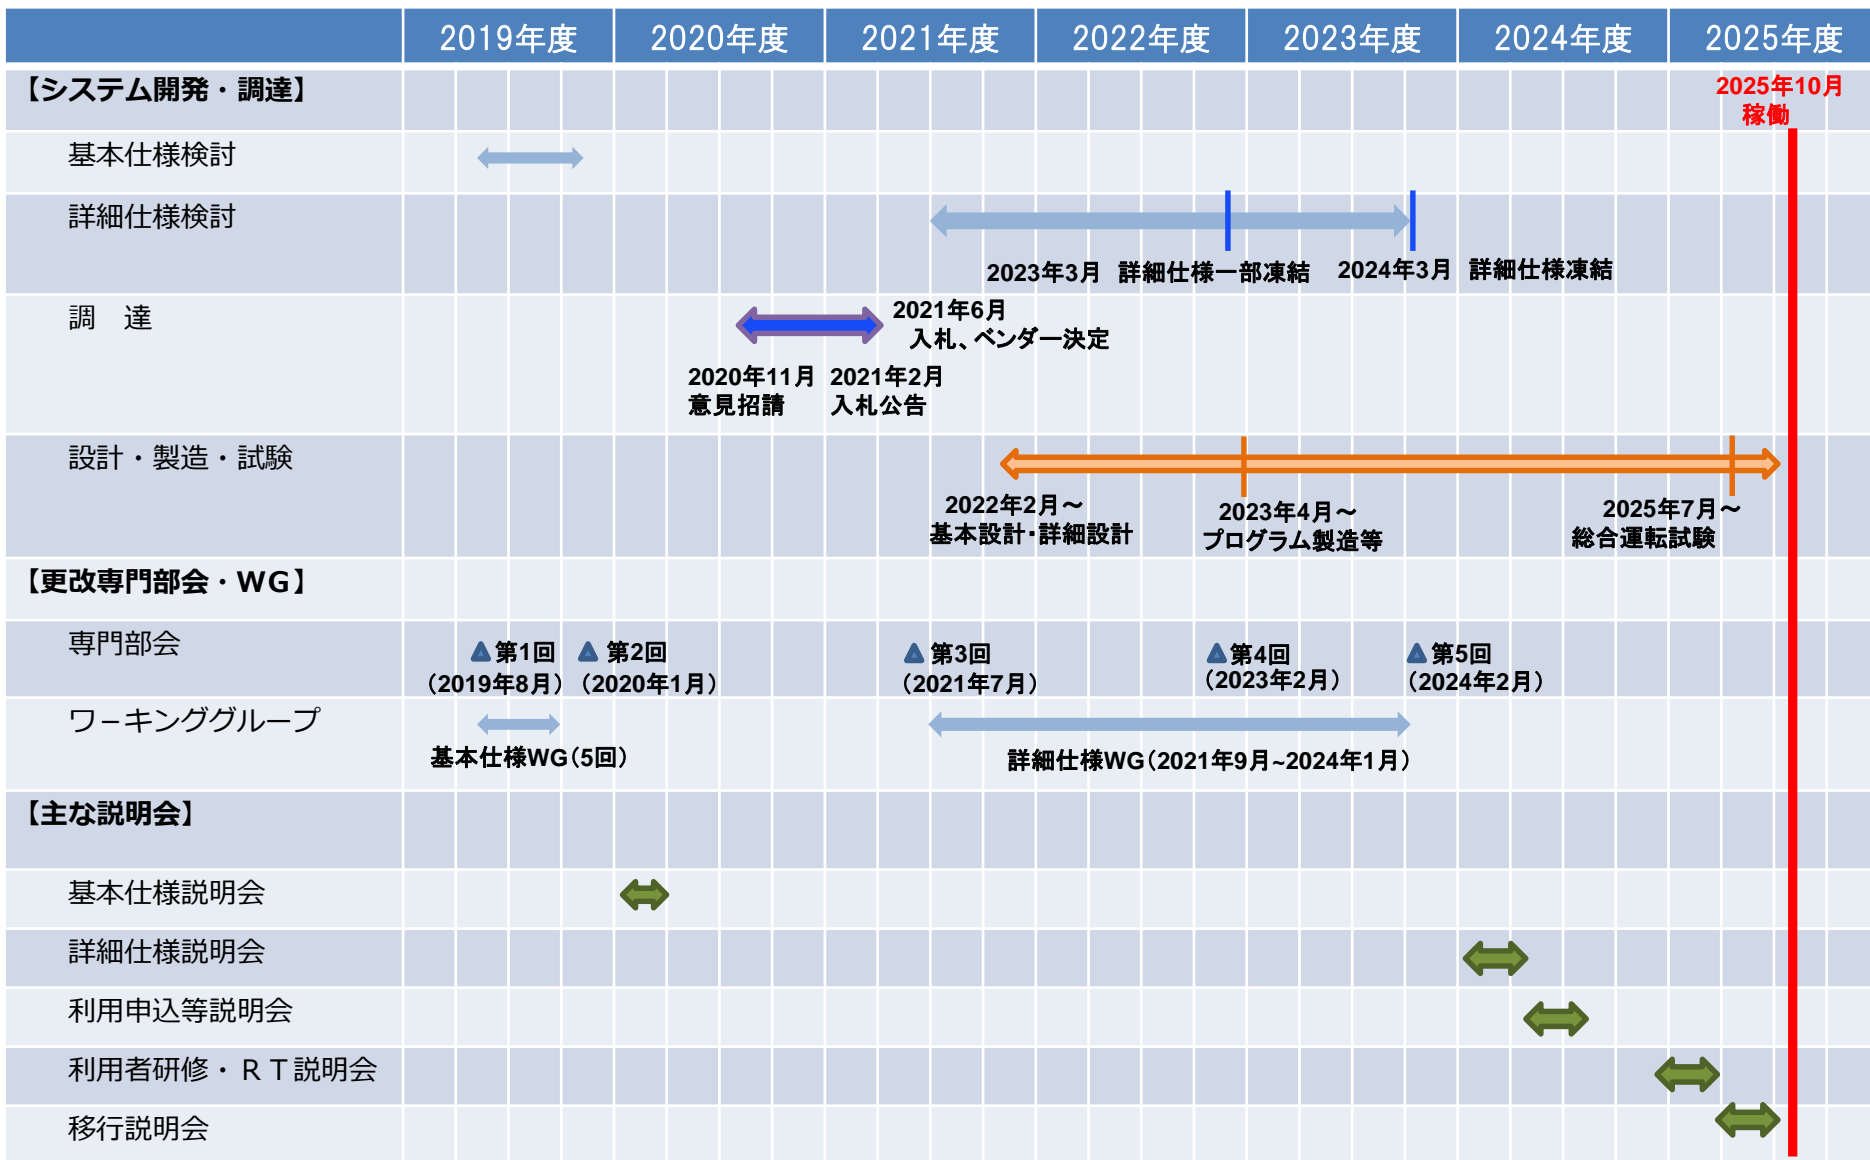 2019年度 2020年度 2021年度 2022年度 2023年度 2024年度 2025年度
【システム開発・調達】
2025年10月
稼働
基本仕様検討
詳細仕様検討
2023年3月 詳細仕様一部凍結
2024年3月 詳細仕様凍結
調 達
2021年6月
入札、ベンダー決定
2020年11月
意見招請
2021年2月
入札公告
設計・製造・試験
2022年2月～
基本設計・詳細設計
2023年4月～
プログラム製造等
2025年7月～
総合運転試験
【更改専門部会・WG】
専門部会
第1回
（2019年8月）
第2回
（2020年1月）
第3回
（2021年7月）
第4回
（2023年2月）
第5回
（2024年2月）
ワーキンググループ
基本仕様WG（5回）
詳細仕様WG（2021年9月~2024年1月）
【主な説明会】
基本仕様説明会
詳細仕様説明会
利用申込等説明会
利用者研修・ＲＴ説明会
移行説明会